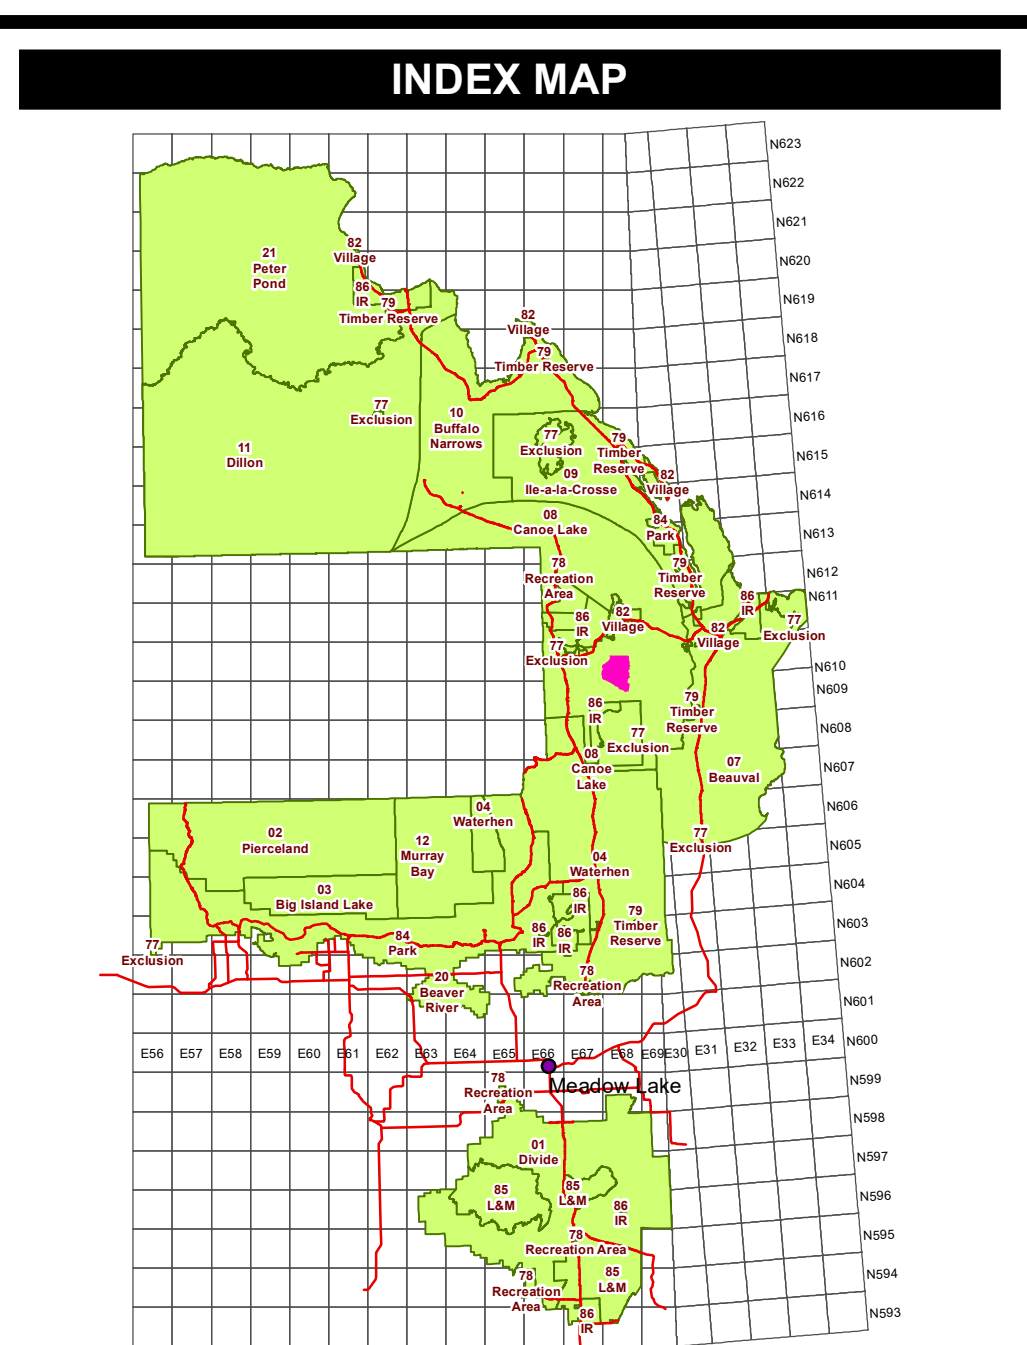 INDEX MAP
N623
N622
N621
N620
N619
N618
N617
N616
N615
N614
N613
N612
N611
N610
N609
N608
N607
N606
N605
N604
N603
N602
N601
N600
N599
N598
N597
N596
N595
N594
N593
21
Peter
Pond
82
Village
86
IR
79
Timber Reserve
82
Village
79
Timber Reserve
77
Exclusion
10
Buffalo
Narrows
11
Dillon
77
Exclusion
79
Timber
Reserve
09
Ile-a-la-Crosse
82
Village
08
Canoe Lake
84
Park
78
Recreation
Area
79
Timber
Reserve
86
IR
82
Village
86
IR
77
Exclusion
82
Village
77
Exclusion
86
IR
79
Timber
Reserve
77
Exclusion
08
Canoe
Lake
07
Beauval
04
Waterhen
02
Pierceland
12
Murray
Bay
77
Exclusion
04
Waterhen
03
Big Island Lake
86
IR
79
Timber
Reserve
86
IR
86
IR
84
Park
77
Exclusion
78
Recreation
Area
20
Beaver
River
E56
E57
E58
E59
E60
E61
E62
E63
E64
E65
E66
E67
E68
E69
E30
E31
E32
E33
E34
Meadow Lake
78
Recreation
Area
01
Divide
85
L&M
85
L&M
86
IR
78
Recreation Area
78
Recreation
Area
85
L&M
86
IR